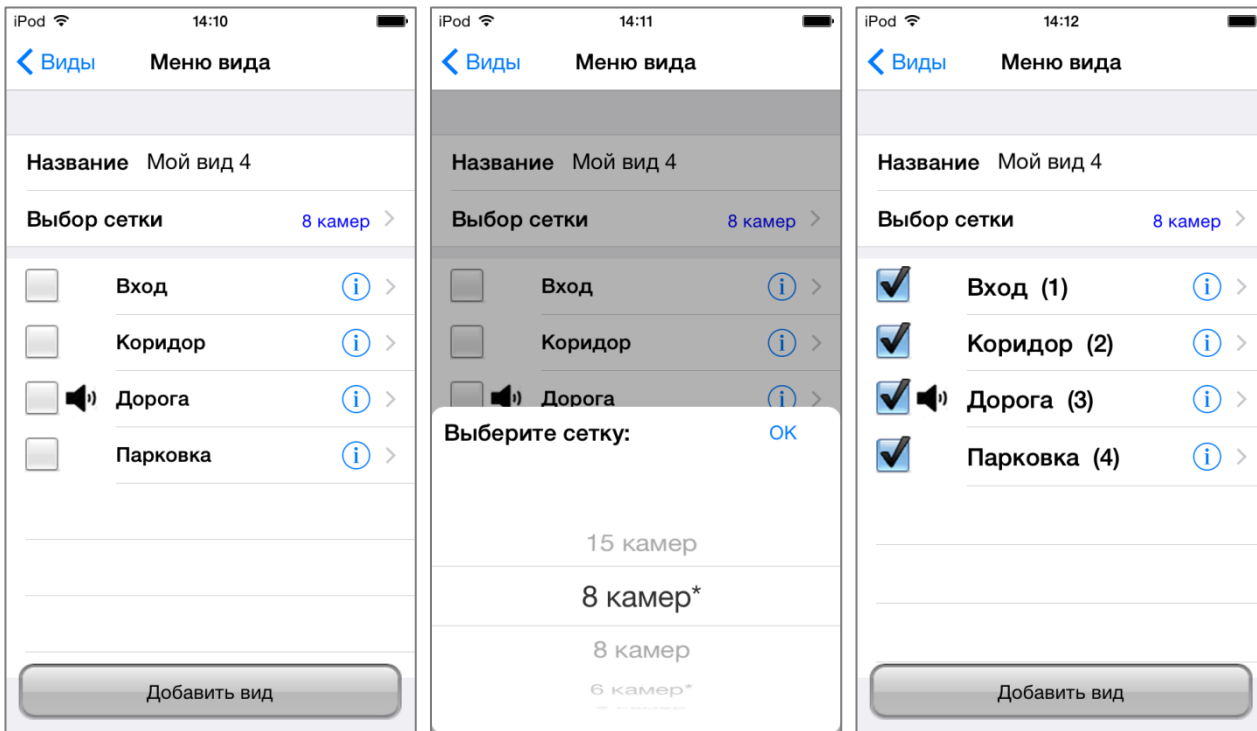 iPod 14:10
Виды Меню вида
Название Мой вид 4
Выбор сетки 8 камер
Вход
Коридор
Дорога
Парковка
Добавить вид
iPod 14:11
Виды Меню вида
Название Мой вид 4
Выбор сетки 8 камер
Вход
Коридор
Дорога
Выберите сетку: OK
15 камер
8 камер*
8 камер
6 камер*
iPod 14:12
Виды Меню вида
Название Мой вид 4
Выбор сетки 8 камер
Вход (1)
Коридор (2)
Дорога (3)
Парковка (4)
Добавить вид